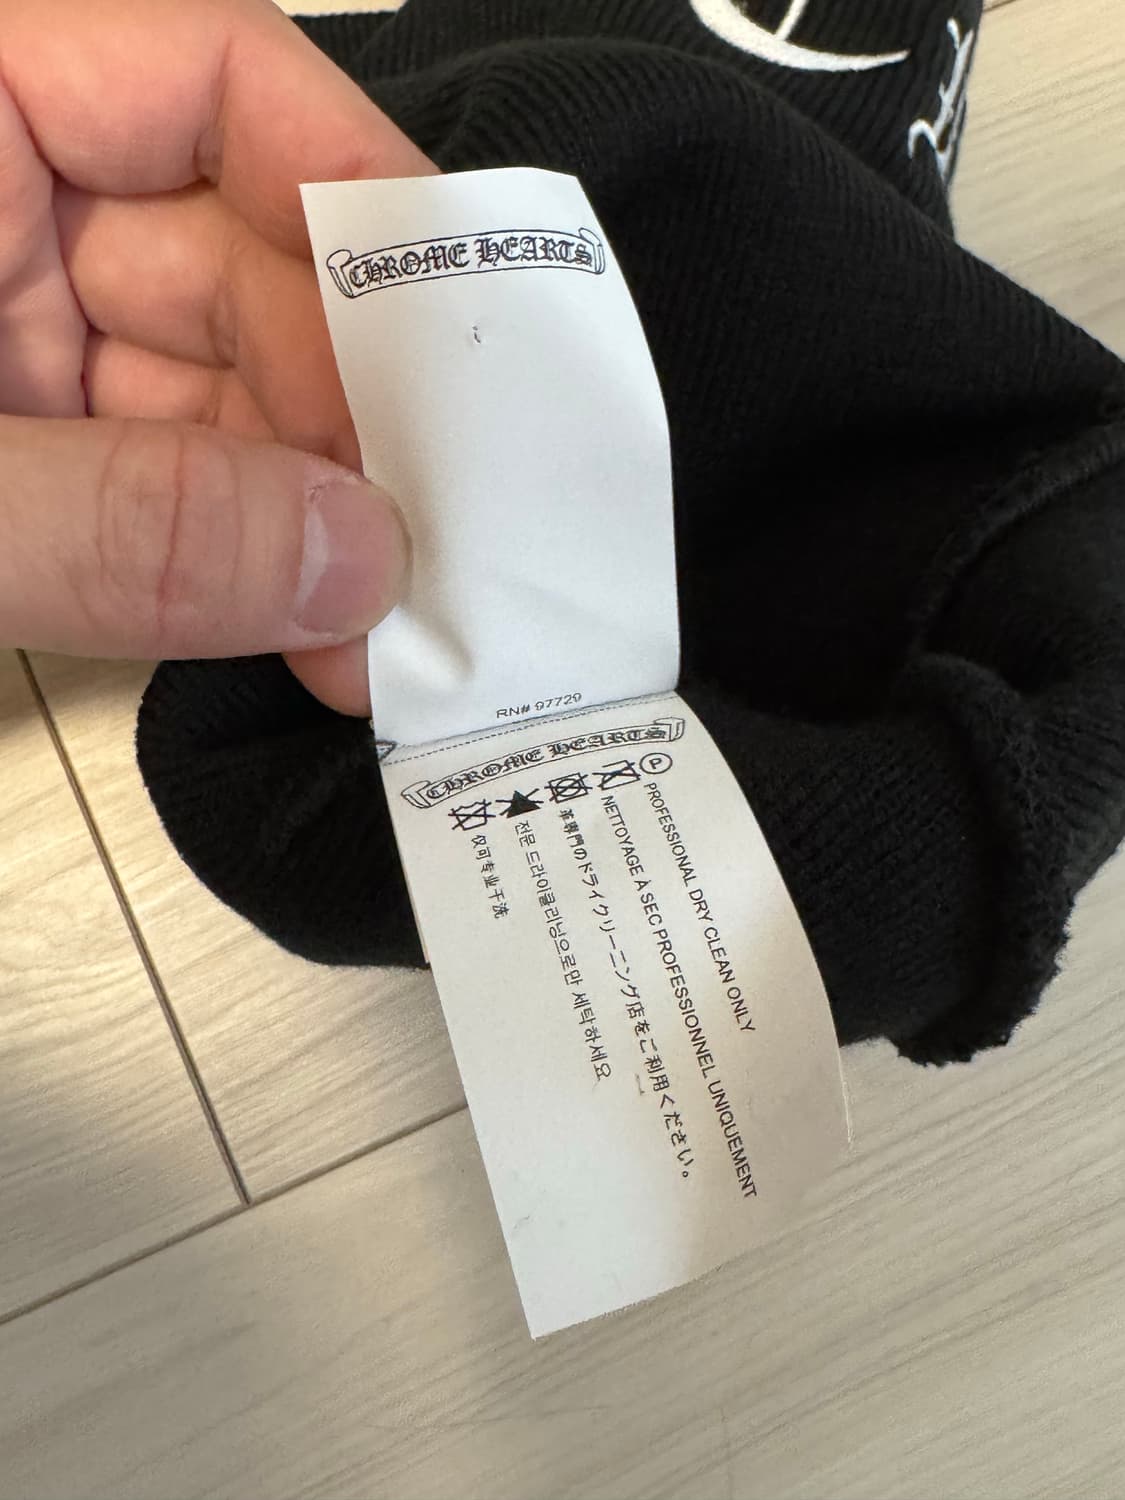 CHROME HEARTS
RN# 97729
CHROME HEARTS
P
PROFESSIONAL DRY CLEAN ONLY
NETTOYAGE À SEC PROFESSIONNEL UNIQUEMENT
革専門のドライクリーニング店をご利用ください。
전문 드라이클리닝으로만 세탁하세요
仅可专业干洗